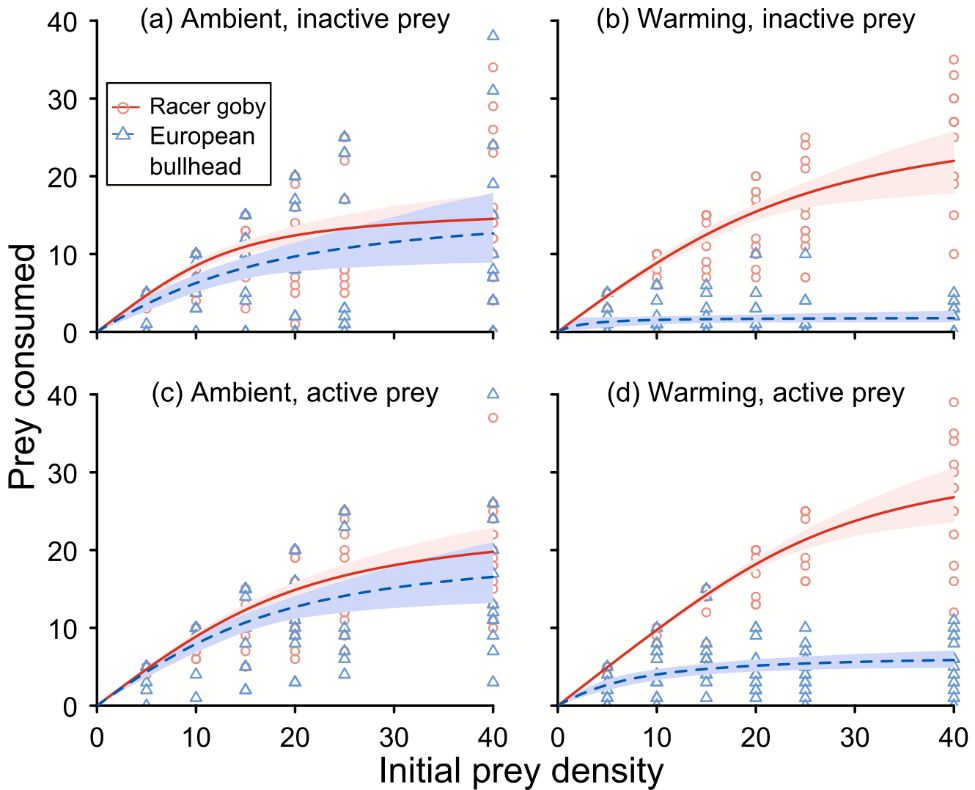 (a) Ambient, inactive prey
(b) Warming, inactive prey
40
30
20
10
0
Racer goby
European
bullhead
(c) Ambient, active prey
(d) Warming, active prey
40
30
20
10
0
0 10 20 30 40
0 10 20 30 40
Prey consumed
Initial prey density